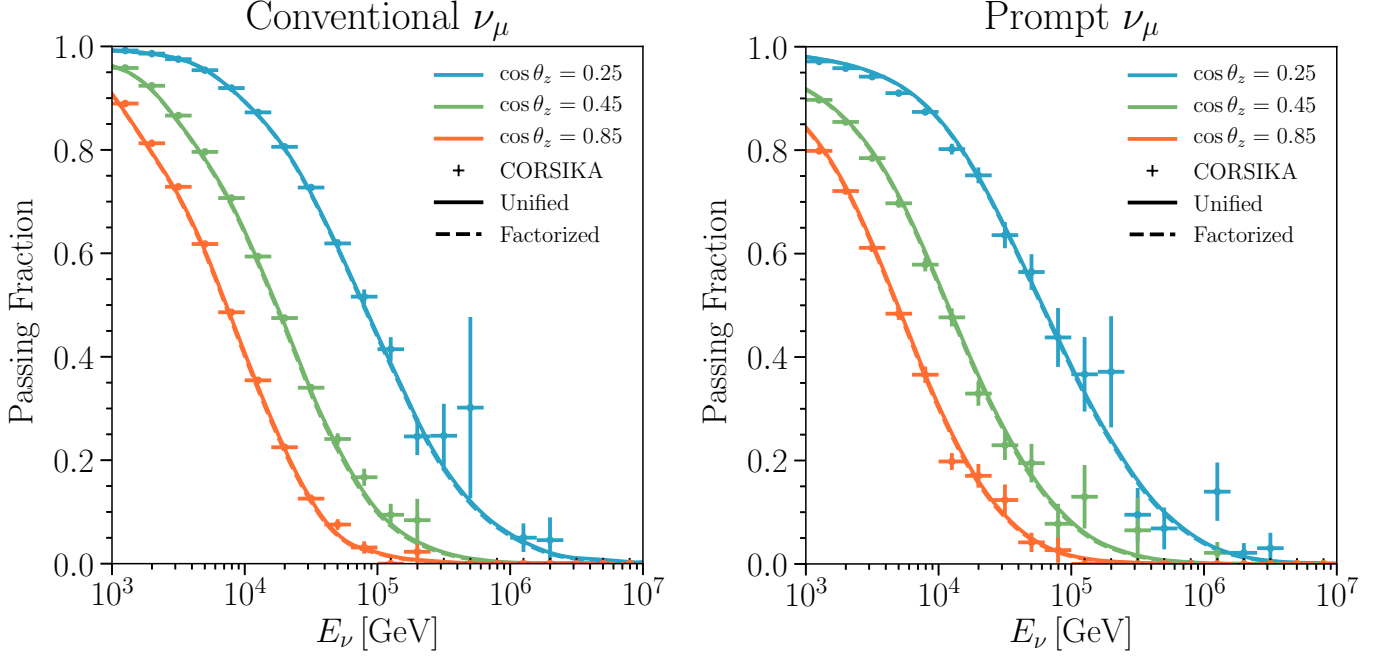 Conventional ν_μ
Passing Fraction
1.0
0.8
0.6
0.4
0.2
0.0
cos θ_z = 0.25
cos θ_z = 0.45
cos θ_z = 0.85
CORSIKA
Unified
Factorized
10^3 10^4 10^5 10^6 10^7
E_ν [GeV]
Prompt ν_μ
Passing Fraction
1.0
0.8
0.6
0.4
0.2
0.0
cos θ_z = 0.25
cos θ_z = 0.45
cos θ_z = 0.85
CORSIKA
Unified
Factorized
10^3 10^4 10^5 10^6 10^7
E_ν [GeV]